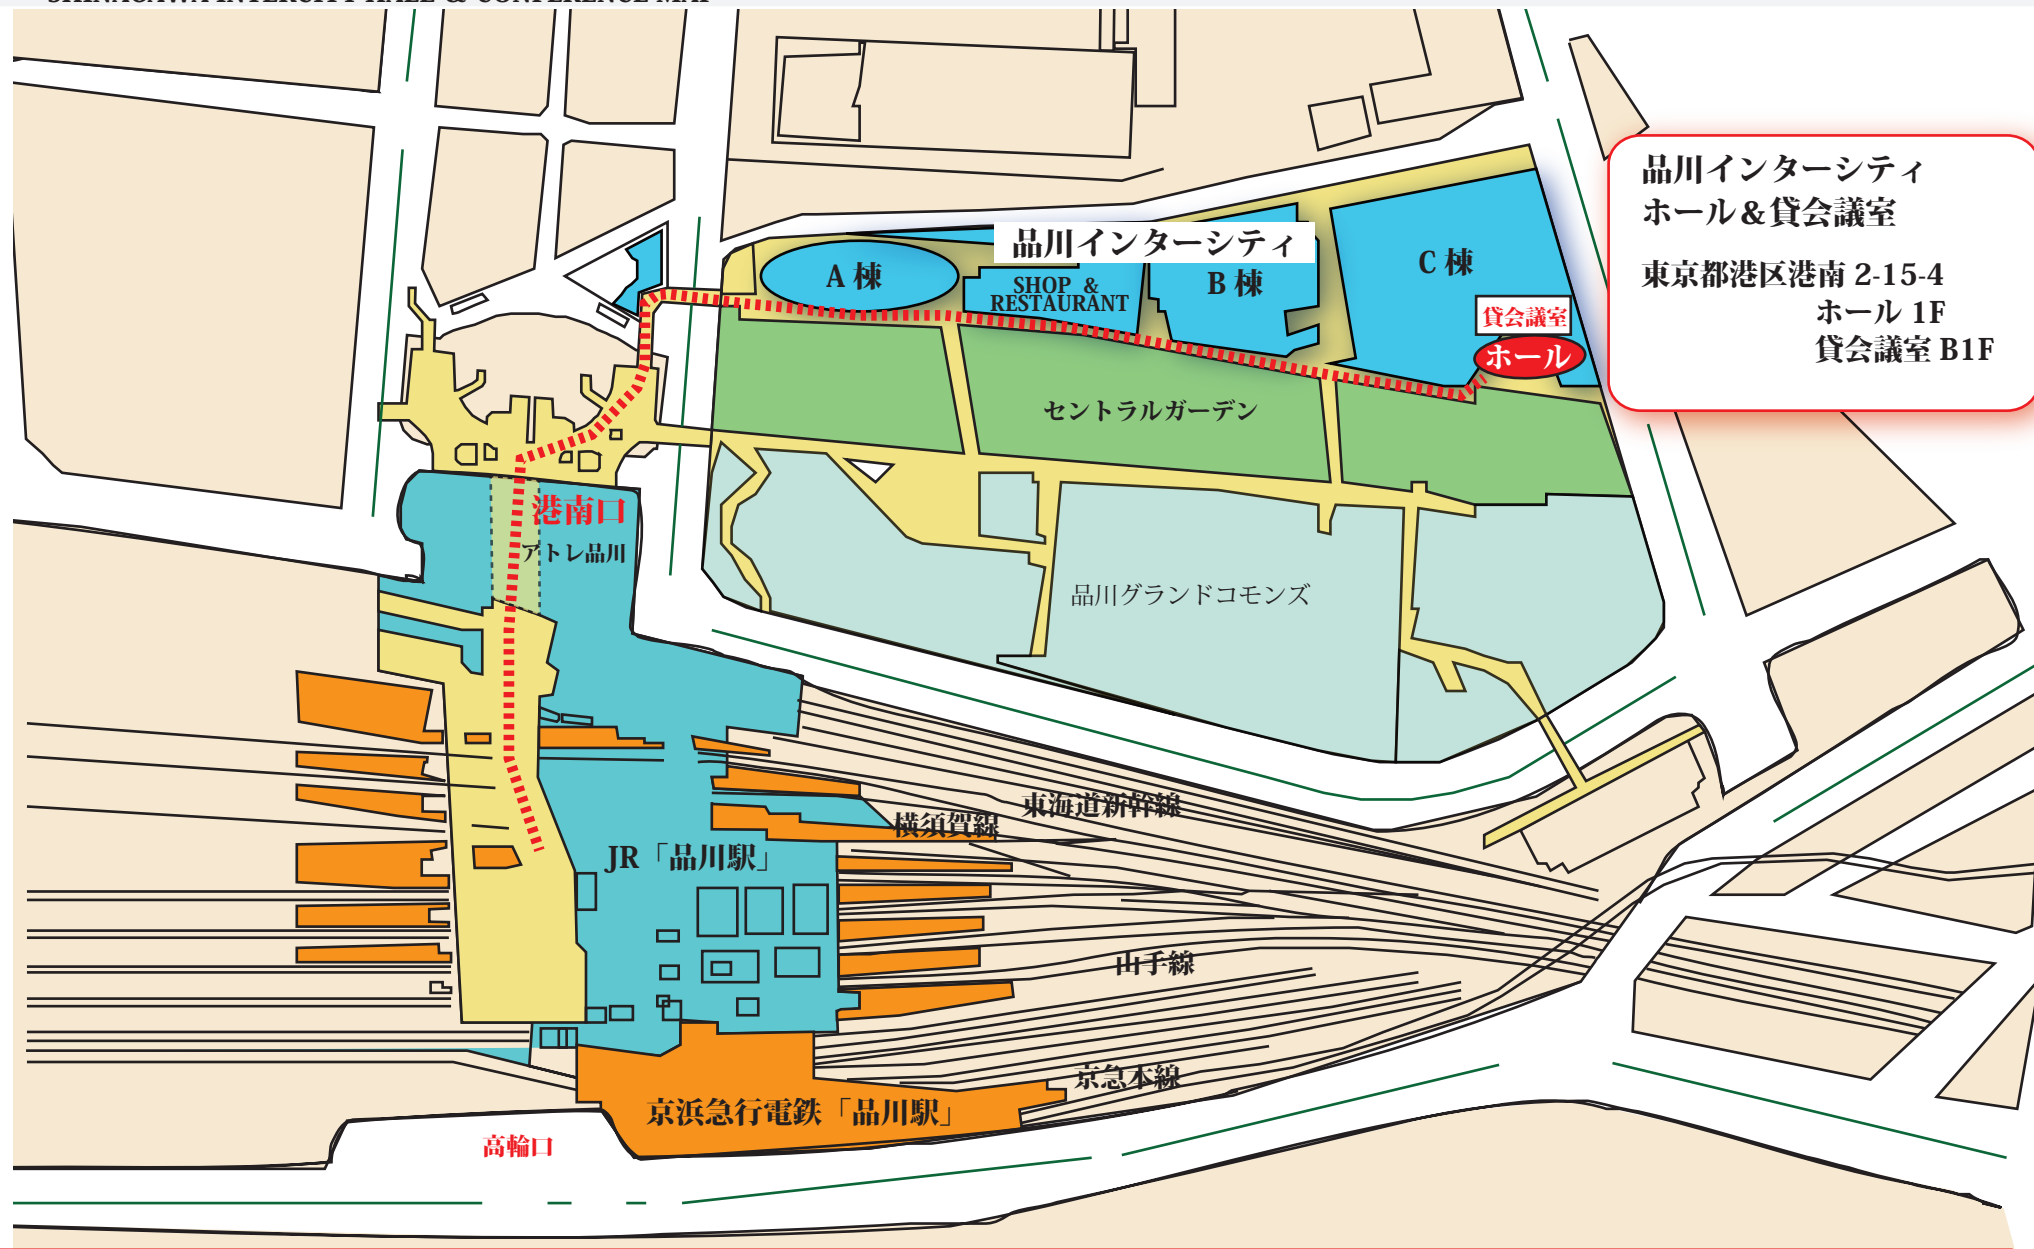 SHINAGAWA INTERCITY HALL & CONFERENCE MAP
品川インターシティ
ホール&貸会議室
東京都港区港南 2-15-4
ホール 1F
貸会議室 B1F
品川インターシティ
A 棟
SHOP &
RESTAURANT
B 棟
C 棟
貸会議室
ホール
セントラルガーデン
港南口
アトレ品川
品川グランドコモンズ
東海道新幹線
横須賀線
JR「品川駅」
山手線
京急本線
京浜急行電鉄「品川駅」
高輪口